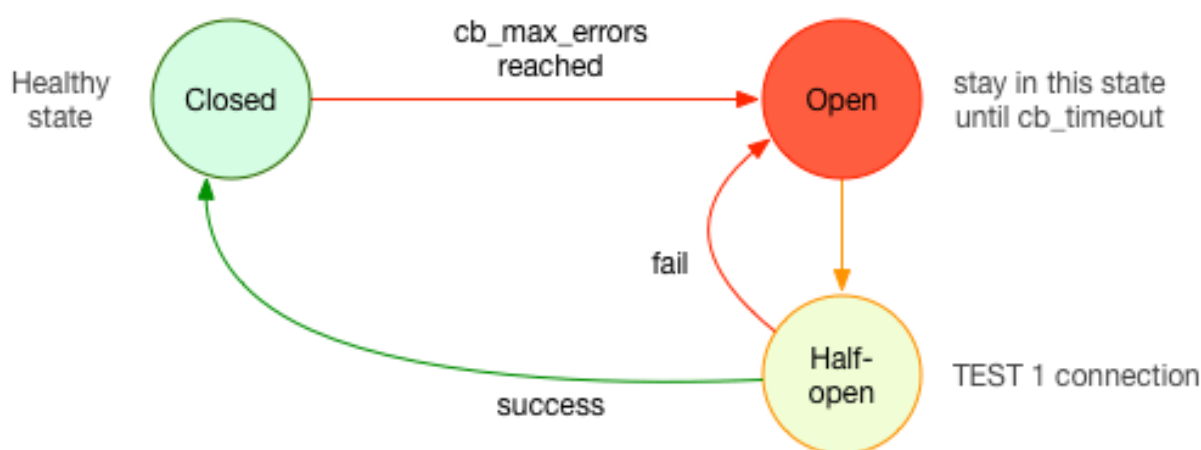 cb_max_errors
reached
Healthy
state
Closed
Open
stay in this state
until cb_timeout
fail
Half-
open
TEST 1 connection
success